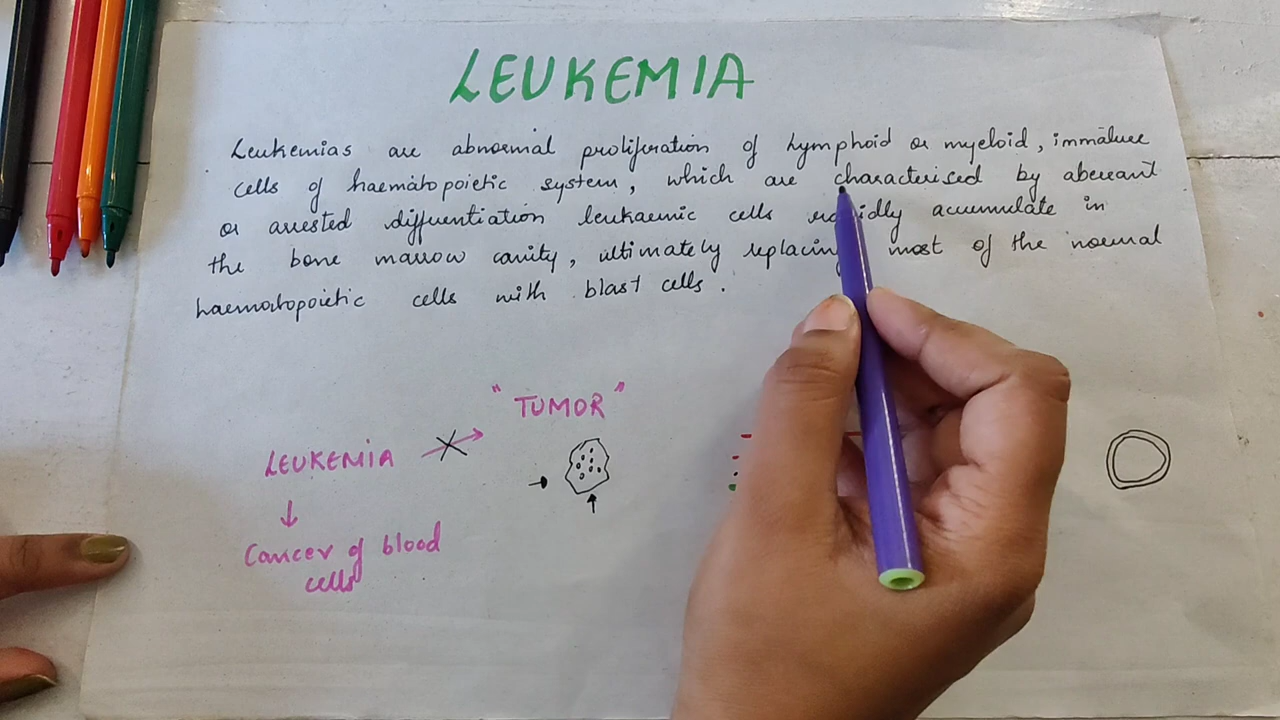 LEUKEMIA
Leukemias are abnormal proliferation of lymphoid or myeloid, immature
cells of haematopoietic system, which are characterised by aberrant
or arrested diffuentiation leukaemic cells accumulate in
the bone marrow cavity, ultimately replacing most of the normal
haematopoietic cells with blast cells.
"TUMOR"
LEUKEMIA
Cancer of blood
cells